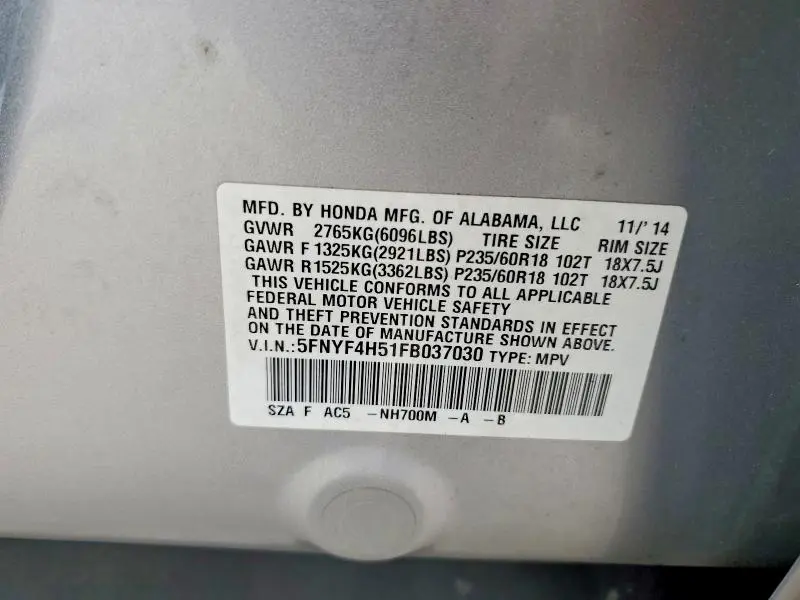 MFD. BY HONDA MFG. OF ALABAMA, LLC 11/'14
GVWR 2765KG(6096LBS) TIRE SIZE RIM SIZE
GAWR F 1325KG(2921LBS) P235/60R18 102T 18X7.5J
GAWR R1525KG(3362LBS) P235/60R18 102T 18X7.5J
THIS VEHICLE CONFORMS TO ALL APPLICABLE
FEDERAL MOTOR VEHICLE SAFETY
AND THEFT PREVENTION STANDARDS IN EFFECT
ON THE DATE OF MANUFACTURE SHOWN ABOVE.
V.I.N.:5FNYF4H51FB037030 TYPE: MPV
SZA F AC5 -NH700M -A -B